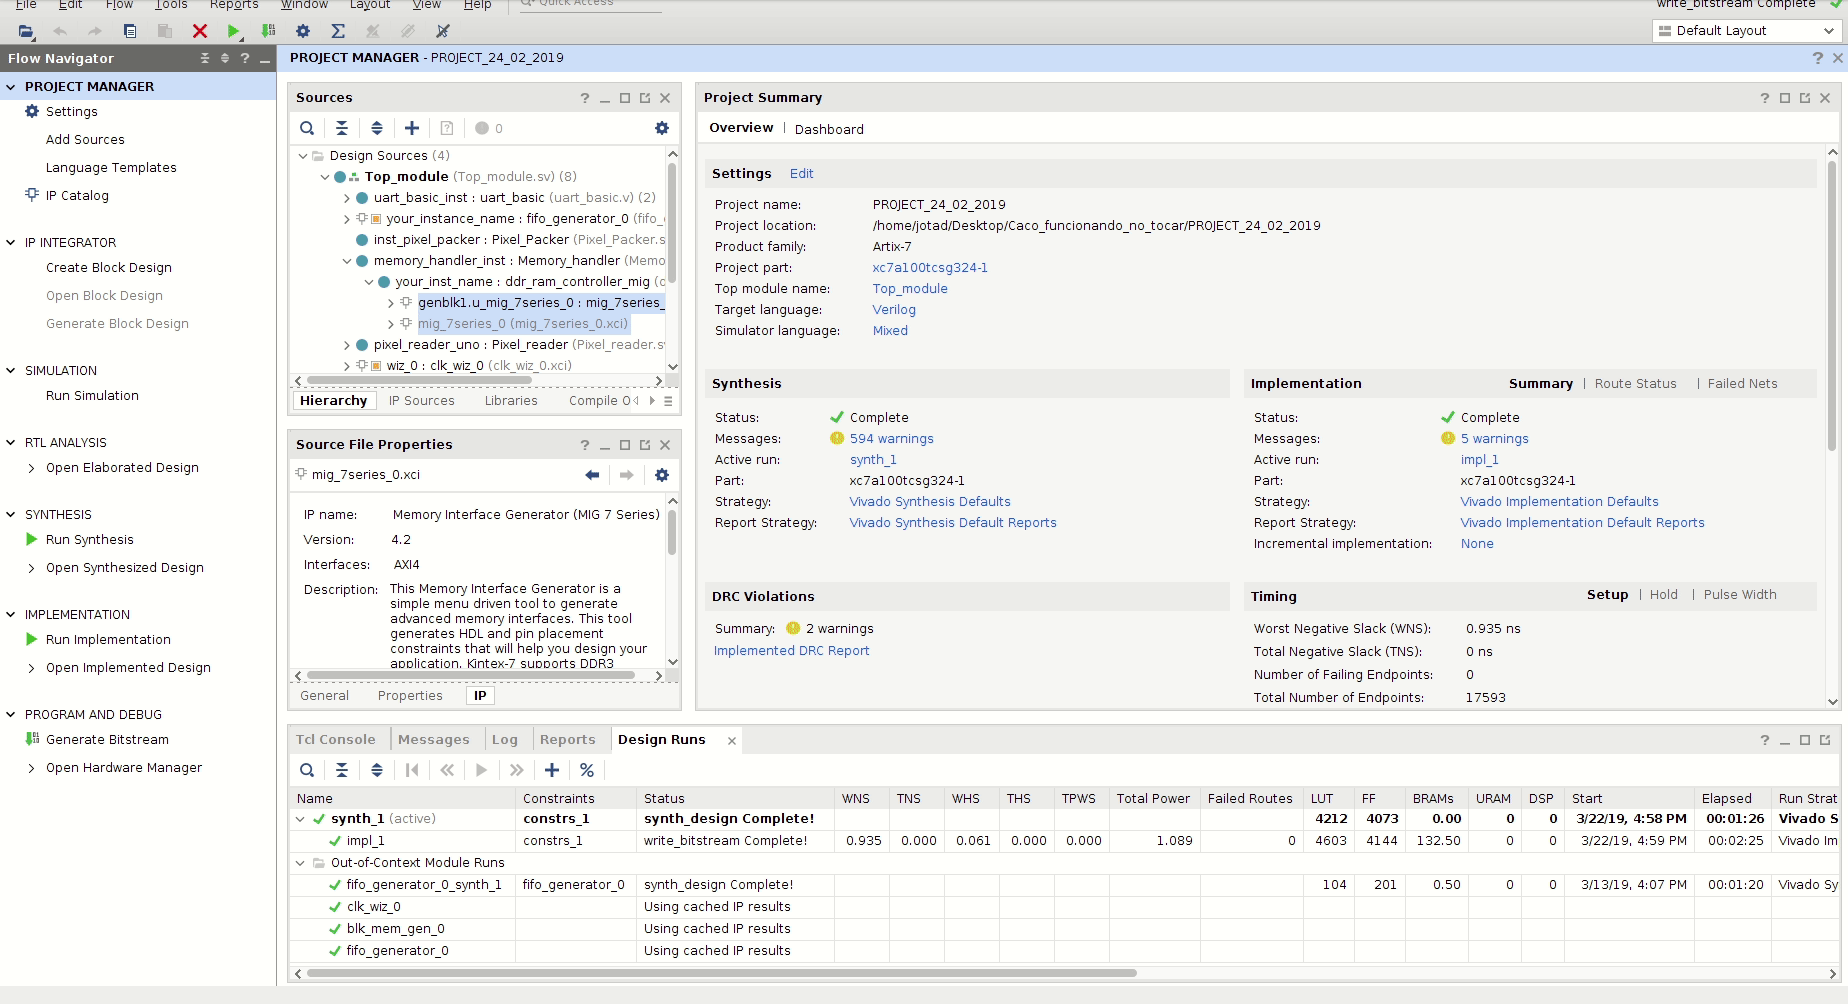 File Edit Flow Tools Reports Window Layout View Help Quick Access write_bitstream Complete
Default Layout
Flow Navigator
PROJECT MANAGER
Settings
Add Sources
Language Templates
IP Catalog
IP INTEGRATOR
Create Block Design
Open Block Design
Generate Block Design
SIMULATION
Run Simulation
RTL ANALYSIS
Open Elaborated Design
SYNTHESIS
Run Synthesis
Open Synthesized Design
IMPLEMENTATION
Run Implementation
Open Implemented Design
PROGRAM AND DEBUG
Generate Bitstream
Open Hardware Manager
PROJECT MANAGER - PROJECT_24_02_2019
Sources
0
Design Sources (4)
Top_module (Top_module.sv) (8)
uart_basic_inst : uart_basic (uart_basic.v) (2)
your_instance_name : fifo_generator_0 (fifo_
inst_pixel_packer : Pixel_Packer (Pixel_Packer.s
memory_handler_inst : Memory_handler (Memo
your_inst_name : ddr_ram_controller_mig (
genblk1.u_mig_7series_0 : mig_7series_
mig_7series_0 (mig_7series_0.xci)
pixel_reader_uno : Pixel_reader (Pixel_reader.s
wiz_0 : clk_wiz_0 (clk_wiz_0.xci)
Hierarchy IP Sources Libraries Compile O
Source File Properties
mig_7series_0.xci
IP name: Memory Interface Generator (MIG 7 Series)
Version: 4.2
Interfaces: AXI4
Description: This Memory Interface Generator is a
simple menu driven tool to generate
advanced memory interfaces. This tool
generates HDL and pin placement
constraints that will help you design your
application. Kintex-7 supports DDR3
General Properties IP
Project Summary
Overview | Dashboard
Settings Edit
Project name: PROJECT_24_02_2019
Project location: /home/jotad/Desktop/Caco_funcionando_no_tocar/PROJECT_24_02_2019
Product family: Artix-7
Project part: xc7a100tcsg324-1
Top module name: Top_module
Target language: Verilog
Simulator language: Mixed
Synthesis
Status: Complete
Messages: 594 warnings
Active run: synth_1
Part: xc7a100tcsg324-1
Strategy: Vivado Synthesis Defaults
Report Strategy: Vivado Synthesis Default Reports
Implementation Summary | Route Status | Failed Nets
Status: Complete
Messages: 5 warnings
Active run: impl_1
Part: xc7a100tcsg324-1
Strategy: Vivado Implementation Defaults
Report Strategy: Vivado Implementation Default Reports
Incremental implementation: None
DRC Violations
Summary: 2 warnings
Implemented DRC Report
Timing Setup | Hold | Pulse Width
Worst Negative Slack (WNS): 0.935 ns
Total Negative Slack (TNS): 0 ns
Number of Failing Endpoints: 0
Total Number of Endpoints: 17593
Tcl Console Messages Log Reports Design Runs
Name Constraints Status WNS TNS WHS THS TPWS Total Power Failed Routes LUT FF BRAMs URAM DSP Start Elapsed Run Strat
synth_1 (active) constrs_1 synth_design Complete! 4212 4073 0.00 0 0 3/22/19, 4:58 PM 00:01:26 Vivado S
impl_1 constrs_1 write_bitstream Complete! 0.935 0.000 0.061 0.000 0.000 1.089 0 4603 4144 132.50 0 0 3/22/19, 4:59 PM 00:02:25 Vivado Im
Out-of-Context Module Runs
fifo_generator_0_synth_1 fifo_generator_0 synth_design Complete! 104 201 0.50 0 0 3/13/19, 4:07 PM 00:01:20 Vivado Sy
clk_wiz_0 Using cached IP results
blk_mem_gen_0 Using cached IP results
fifo_generator_0 Using cached IP results